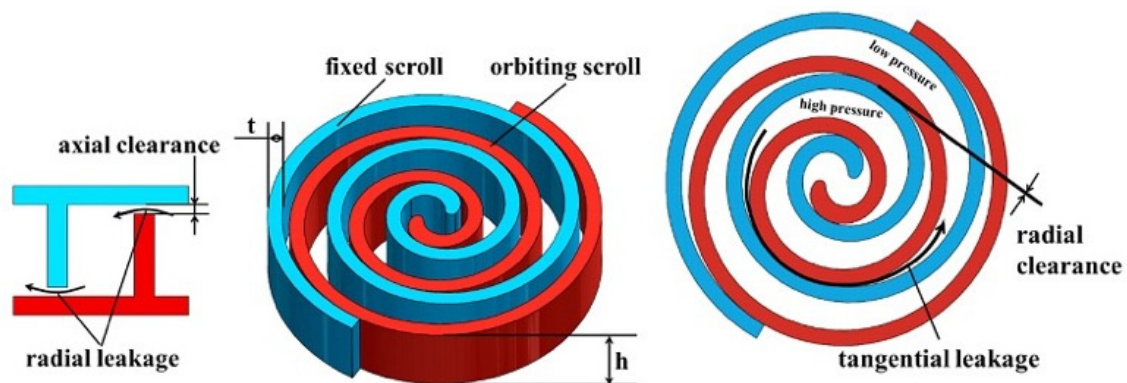 axial clearance
radial leakage
t
fixed scroll
orbiting scroll
h
low pressure
high pressure
radial
clearance
tangential leakage